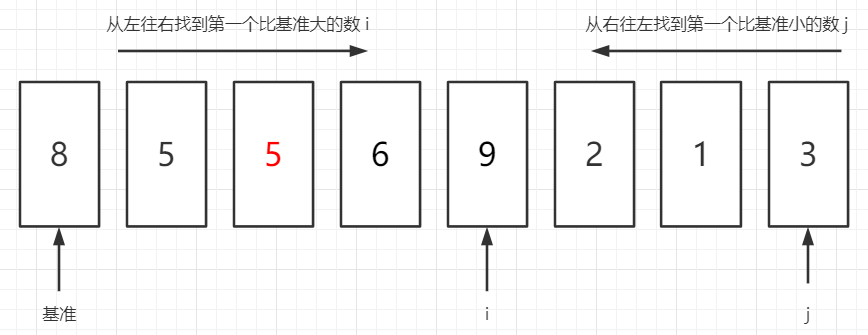 从左往右找到第一个比基准大的数 i
从右往左找到第一个比基准小的数 j
8 5 5 6 9 2 1 3
基准 i j